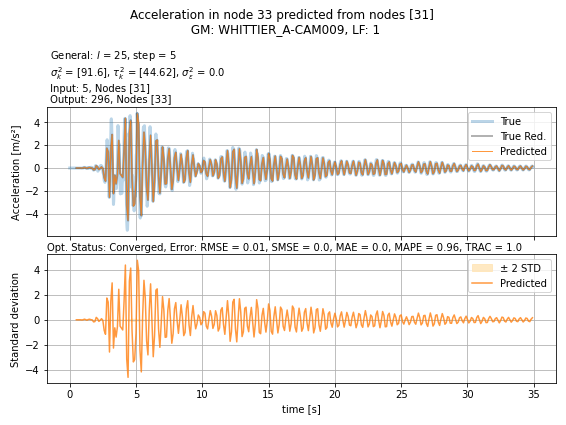 Acceleration in node 33 predicted from nodes [31]
GM: WHITTIER_A-CAM009, LF: 1
General: l = 25, step = 5
σ²ₖ = [91.6], τ²ₖ = [44.62], σ²ε = 0.0
Input: 5, Nodes [31]
Output: 296, Nodes [33]
Acceleration [m/s²]
4
2
0
−2
−4
True
True Red.
Predicted
Opt. Status: Converged, Error: RMSE = 0.01, SMSE = 0.0, MAE = 0.0, MAPE = 0.96, TRAC = 1.0
Standard deviation
4
2
0
−2
−4
± 2 STD
Predicted
0 5 10 15 20 25 30 35
time [s]